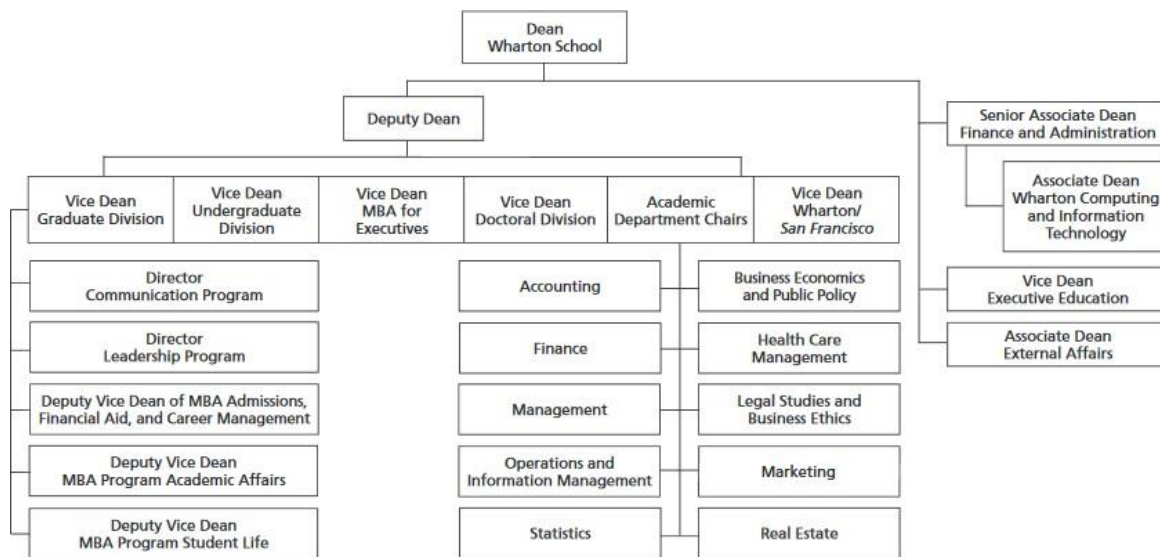 Dean
Wharton School
Deputy Dean
Senior Associate Dean
Finance and Administration
Associate Dean
Wharton Computing
and Information
Technology
Vice Dean
Executive Education
Associate Dean
External Affairs
Vice Dean
Graduate Division
Vice Dean
Undergraduate
Division
Vice Dean
MBA for
Executives
Vice Dean
Doctoral Division
Academic
Department Chairs
Vice Dean
Wharton/
San Francisco
Director
Communication Program
Director
Leadership Program
Deputy Vice Dean of MBA Admissions,
Financial Aid, and Career Management
Deputy Vice Dean
MBA Program Academic Affairs
Deputy Vice Dean
MBA Program Student Life
Accounting
Business Economics
and Public Policy
Finance
Health Care
Management
Management
Legal Studies and
Business Ethics
Operations and
Information Management
Marketing
Statistics
Real Estate